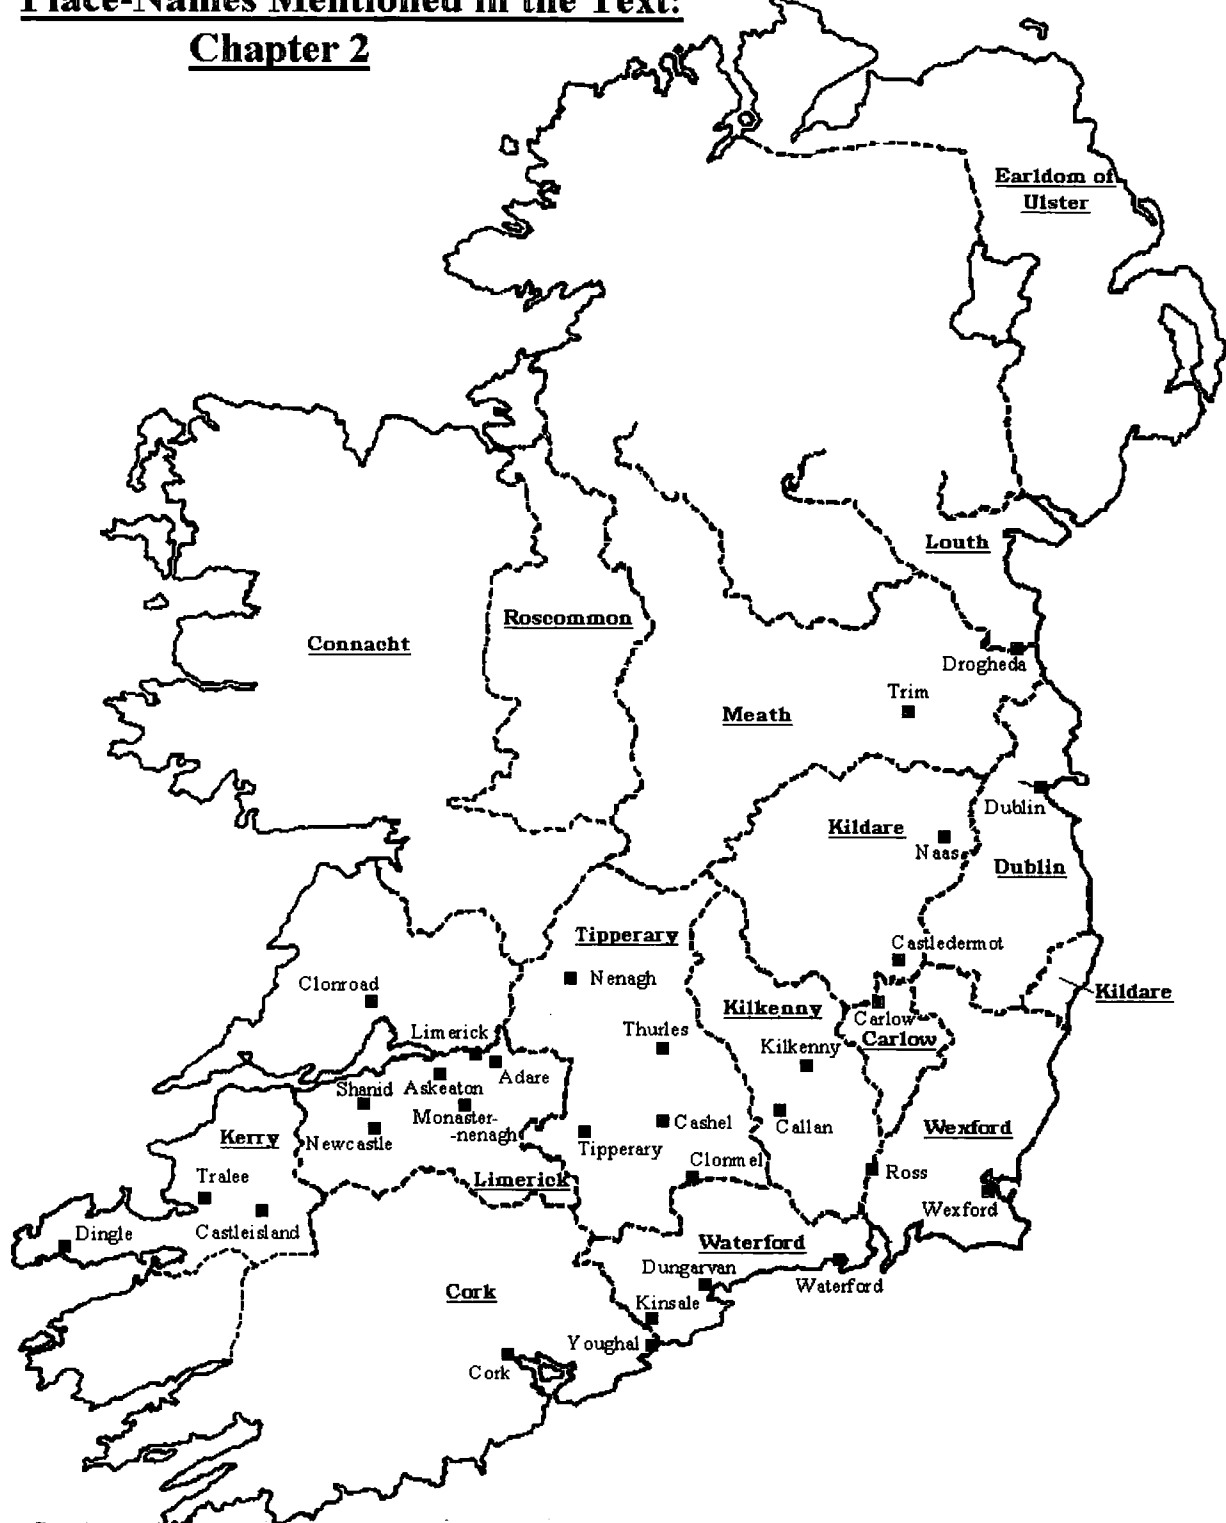 Place-Names Mentioned in the Text:
Chapter 2
Earldom of
Ulster
Louth
Roscommon
Connacht
Drogheda
Trim
Meath
Dublin
Kildare
Naas
Dublin
Tipperary
Castledermot
Nenagh
Clonroad
Kildare
Kilkenny
Carlow
Limerick
Thurles
Carlow
Kilkenny
Adare
Shanid
Askeaton
Monaster-
-nenagh
Cashel
Callan
Wexford
Kerry
Newcastle
Tipperary
Clonmel
Ross
Tralee
Limerick
Wexford
Dingle
Castleisland
Waterford
Dungarvan
Waterford
Cork
Kinsale
Youghal
Cork